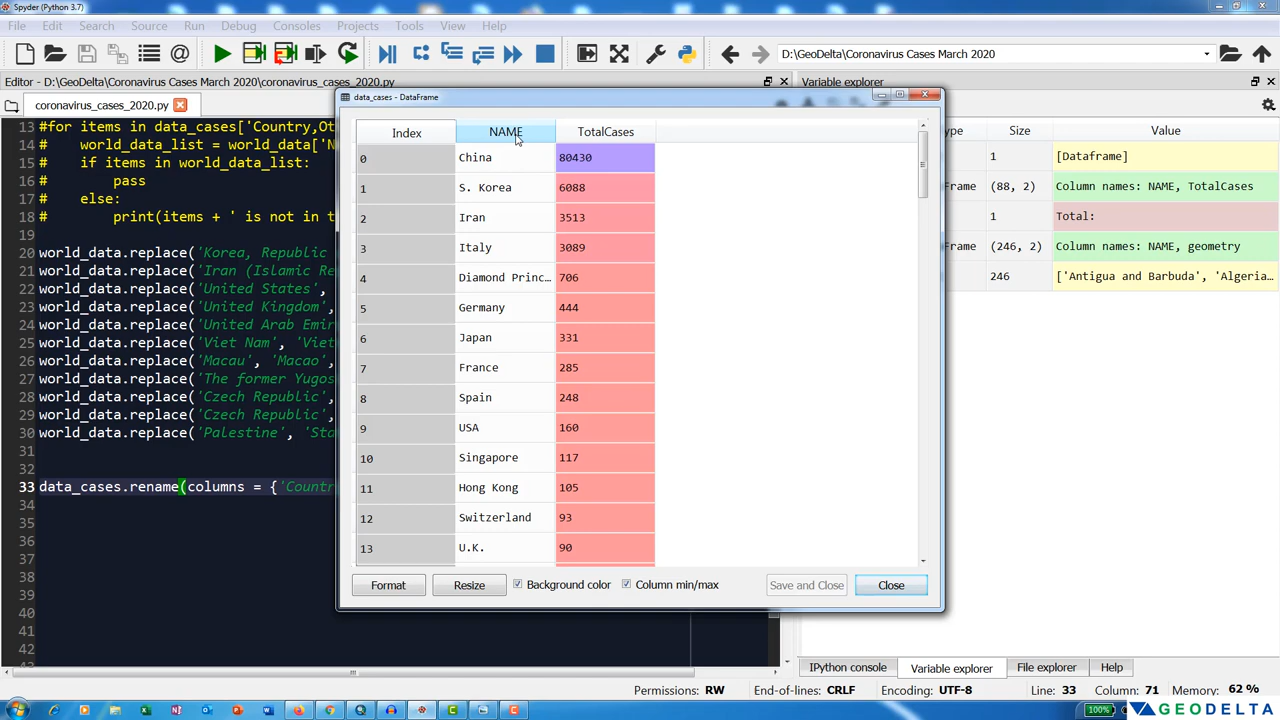 Spyder (Python 3.7)
File Edit Search Source Run Debug Consoles Projects Tools View Help
D:\GeoDelta\Coronavirus Cases March 2020
Editor - D:\GeoDelta\Coronavirus Cases March 2020\coronavirus_cases_2020.py
Variable explorer
coronavirus_cases_2020.py
data_cases - DataFrame
Index NAME TotalCases
0 China 80430
1 S. Korea 6088
2 Iran 3513
3 Italy 3089
4 Diamond Princ… 706
5 Germany 444
6 Japan 331
7 France 285
8 Spain 248
9 USA 160
10 Singapore 117
11 Hong Kong 105
12 Switzerland 93
13 U.K. 90
Format Resize Background color Column min/max Save and Close Close
13 #for items in data_cases['Country,Ot
14 # world_data_list = world_data['N
15 # if items in world_data_list:
16 # pass
17 # else:
18 # print(items + ' is not in t
19
20 world_data.replace('Korea, Republic
21 world_data.replace('Iran (Islamic Re
22 world_data.replace('United States',
23 world_data.replace('United Kingdom',
24 world_data.replace('United Arab Emir
25 world_data.replace('Viet Nam', 'Viet
26 world_data.replace('Macau', 'Macao',
27 world_data.replace('The former Yugos
28 world_data.replace('Czech Republic',
29 world_data.replace('Czech Republic',
30 world_data.replace('Palestine', 'Sta
31
32
33 data_cases.rename(columns = {'Countr
34
35
36
37
38
39
40
41
42
ype Size Value
1 [Dataframe]
Frame (88, 2) Column names: NAME, TotalCases
1 Total:
Frame (246, 2) Column names: NAME, geometry
246 ['Antigua and Barbuda', 'Algeria…
IPython console Variable explorer File explorer Help
Permissions: RW End-of-lines: CRLF Encoding: UTF-8 Line: 33 Column: 71 Memory: 62 %
100%
GEODELTA